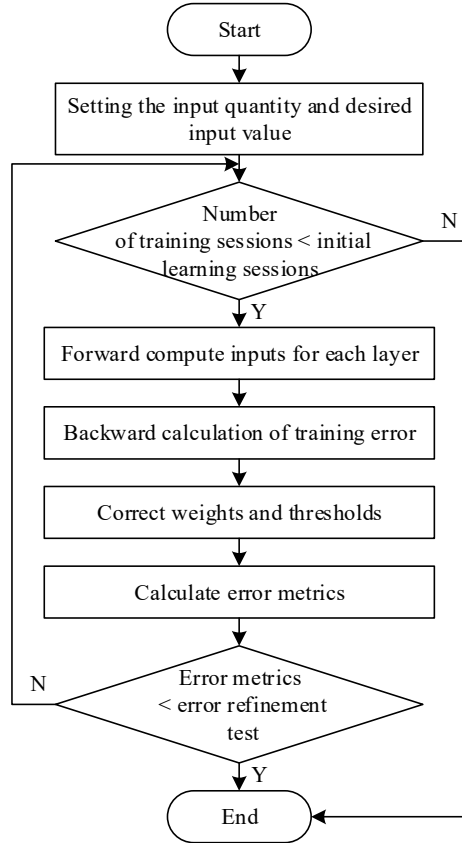 Start
Setting the input quantity and desired
input value
Number
of training sessions < initial
learning sessions
N
Y
Forward compute inputs for each layer
Backward calculation of training error
Correct weights and thresholds
Calculate error metrics
Error metrics
< error refinement
test
N
Y
End